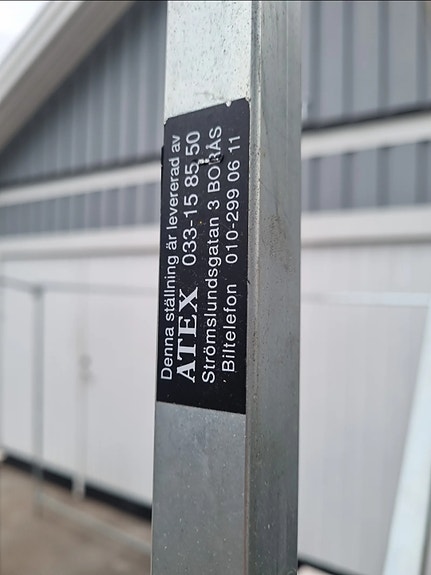 Denna ställning är levererad av
ATEX 033-15 85 50
Strömslundsgatan 3 BORÅS
Biltelefon 010-299 06 11